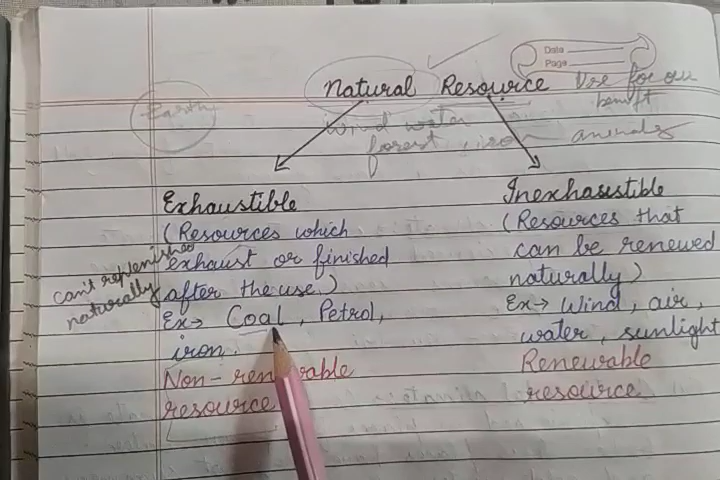 Date
Page
Natural Resource Use for our
benefit
Earth
wind water
forest, iron animals
Exhaustible
(Resources which
exhaust or finished
after the use)
can't replenished
naturally
Ex→ Coal, Petrol,
iron.
Non-renewable
resource
Inexhaustible
(Resources that
can be renewed
naturally)
Ex→ Wind, air,
water, sunlight
Renewable
resource